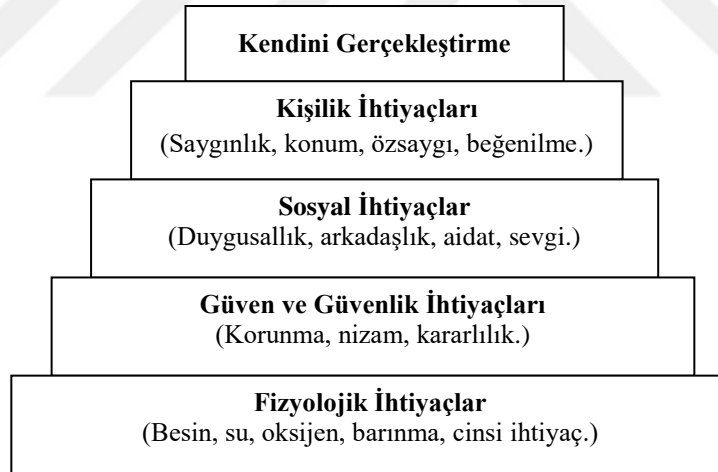 Kendini Gerçekleştirme
Kişilik İhtiyaçları
(Saygınlık, konum, özsaygı, beğenilme.)
Sosyal İhtiyaçlar
(Duygusallık, arkadaşlık, aidat, sevgi.)
Güven ve Güvenlik İhtiyaçları
(Korunma, nizam, kararlılık.)
Fizyolojik İhtiyaçlar
(Besin, su, oksijen, barınma, cinsi ihtiyaç.)